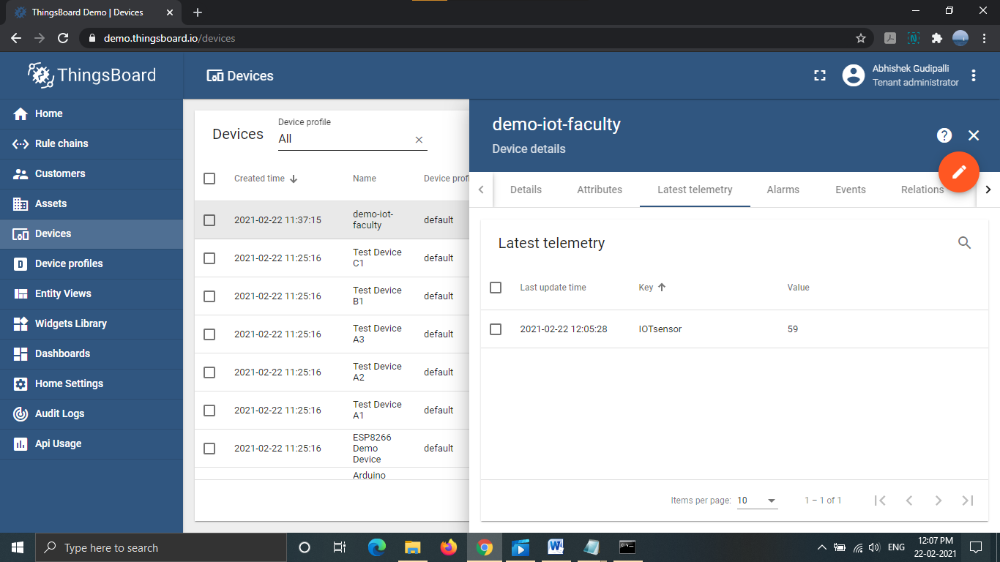 ThingsBoard Demo | Devices
demo.thingsboard.io/devices
ThingsBoard
Devices
Abhishek Gudipalli
Tenant administrator
Home
Rule chains
Customers
Assets
Devices
Device profiles
Entity Views
Widgets Library
Dashboards
Home Settings
Audit Logs
Api Usage
Devices
Device profile
All
Created time
Name
Device profi
2021-02-22 11:37:15
demo-iot-
faculty
default
2021-02-22 11:25:16
Test Device
C1
default
2021-02-22 11:25:16
Test Device
B1
default
2021-02-22 11:25:16
Test Device
A3
default
2021-02-22 11:25:16
Test Device
A2
default
2021-02-22 11:25:16
Test Device
A1
default
2021-02-22 11:25:16
ESP8266
Demo
Device
default
Arduino
demo-iot-faculty
Device details
Details
Attributes
Latest telemetry
Alarms
Events
Relations
Latest telemetry
Last update time
Key
Value
2021-02-22 12:05:28
IOTsensor
59
Items per page:
10
1 – 1 of 1
Type here to search
ENG
12:07 PM
22-02-2021